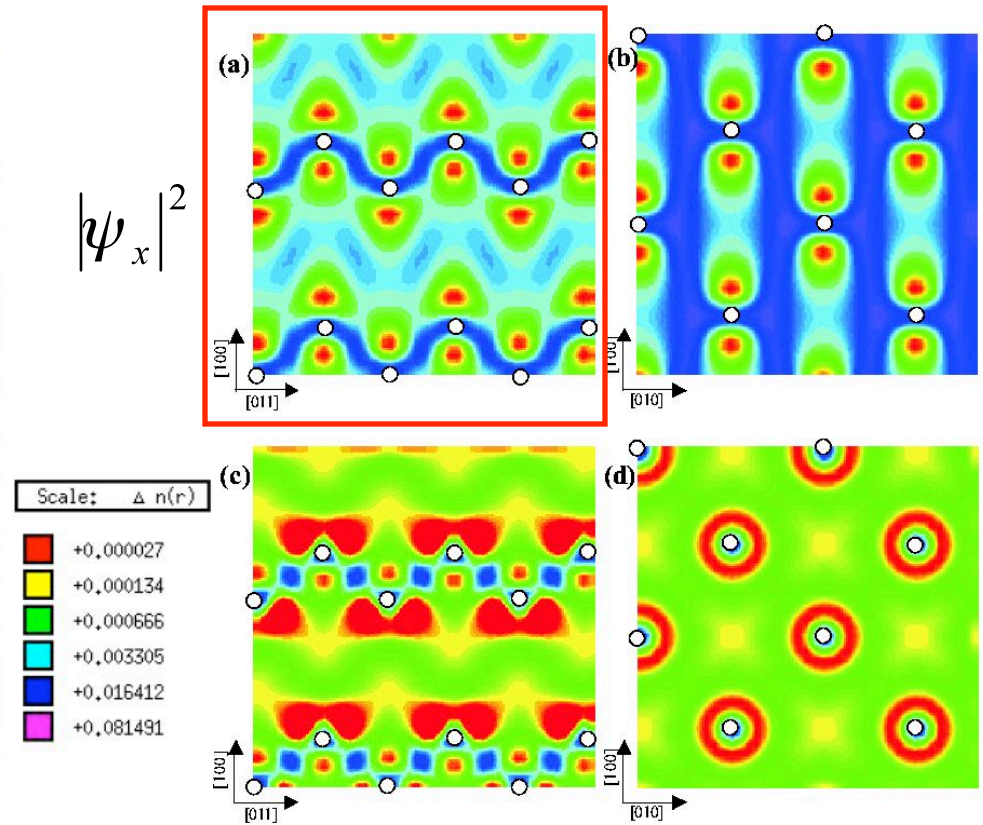 (a)
(b)
|ψ x|²
[100]
[011]
[100]
[010]
(c)
(d)
Scale: Δ n(r)
+0.000027
+0.000134
+0.000666
+0.003305
+0.016412
+0.081491
[100]
[011]
[100]
[010]